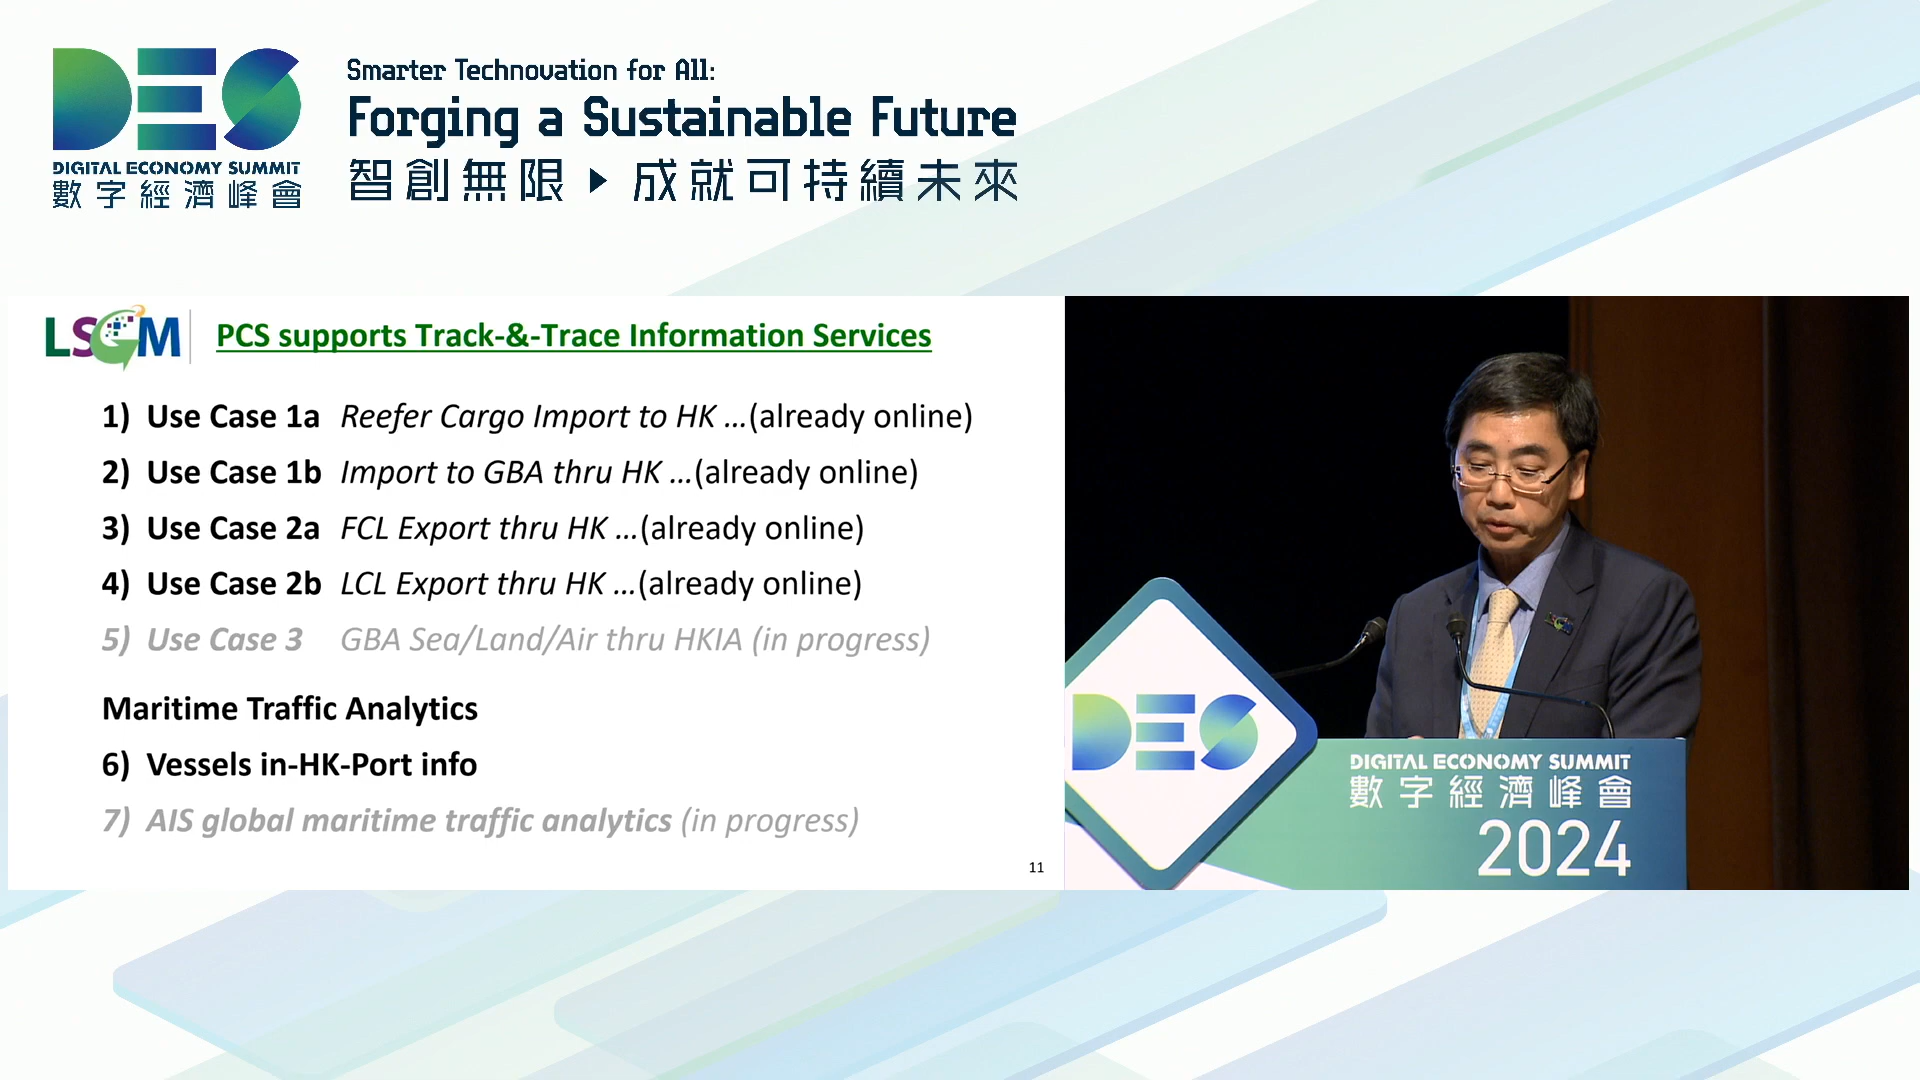 DES
DIGITAL ECONOMY SUMMIT
數字經濟峰會
Smarter Technovation for All:
Forging a Sustainable Future
智創無限 ▶ 成就可持續未來
LSCM
PCS supports Track-&-Trace Information Services
1) Use Case 1a Reefer Cargo Import to HK ...(already online)
2) Use Case 1b Import to GBA thru HK ...(already online)
3) Use Case 2a FCL Export thru HK ...(already online)
4) Use Case 2b LCL Export thru HK ...(already online)
5) Use Case 3 GBA Sea/Land/Air thru HKIA (in progress)
Maritime Traffic Analytics
6) Vessels in-HK-Port info
7) AIS global maritime traffic analytics (in progress)
11
DES
DIGITAL ECONOMY SUMMIT
數字經濟峰會
2024